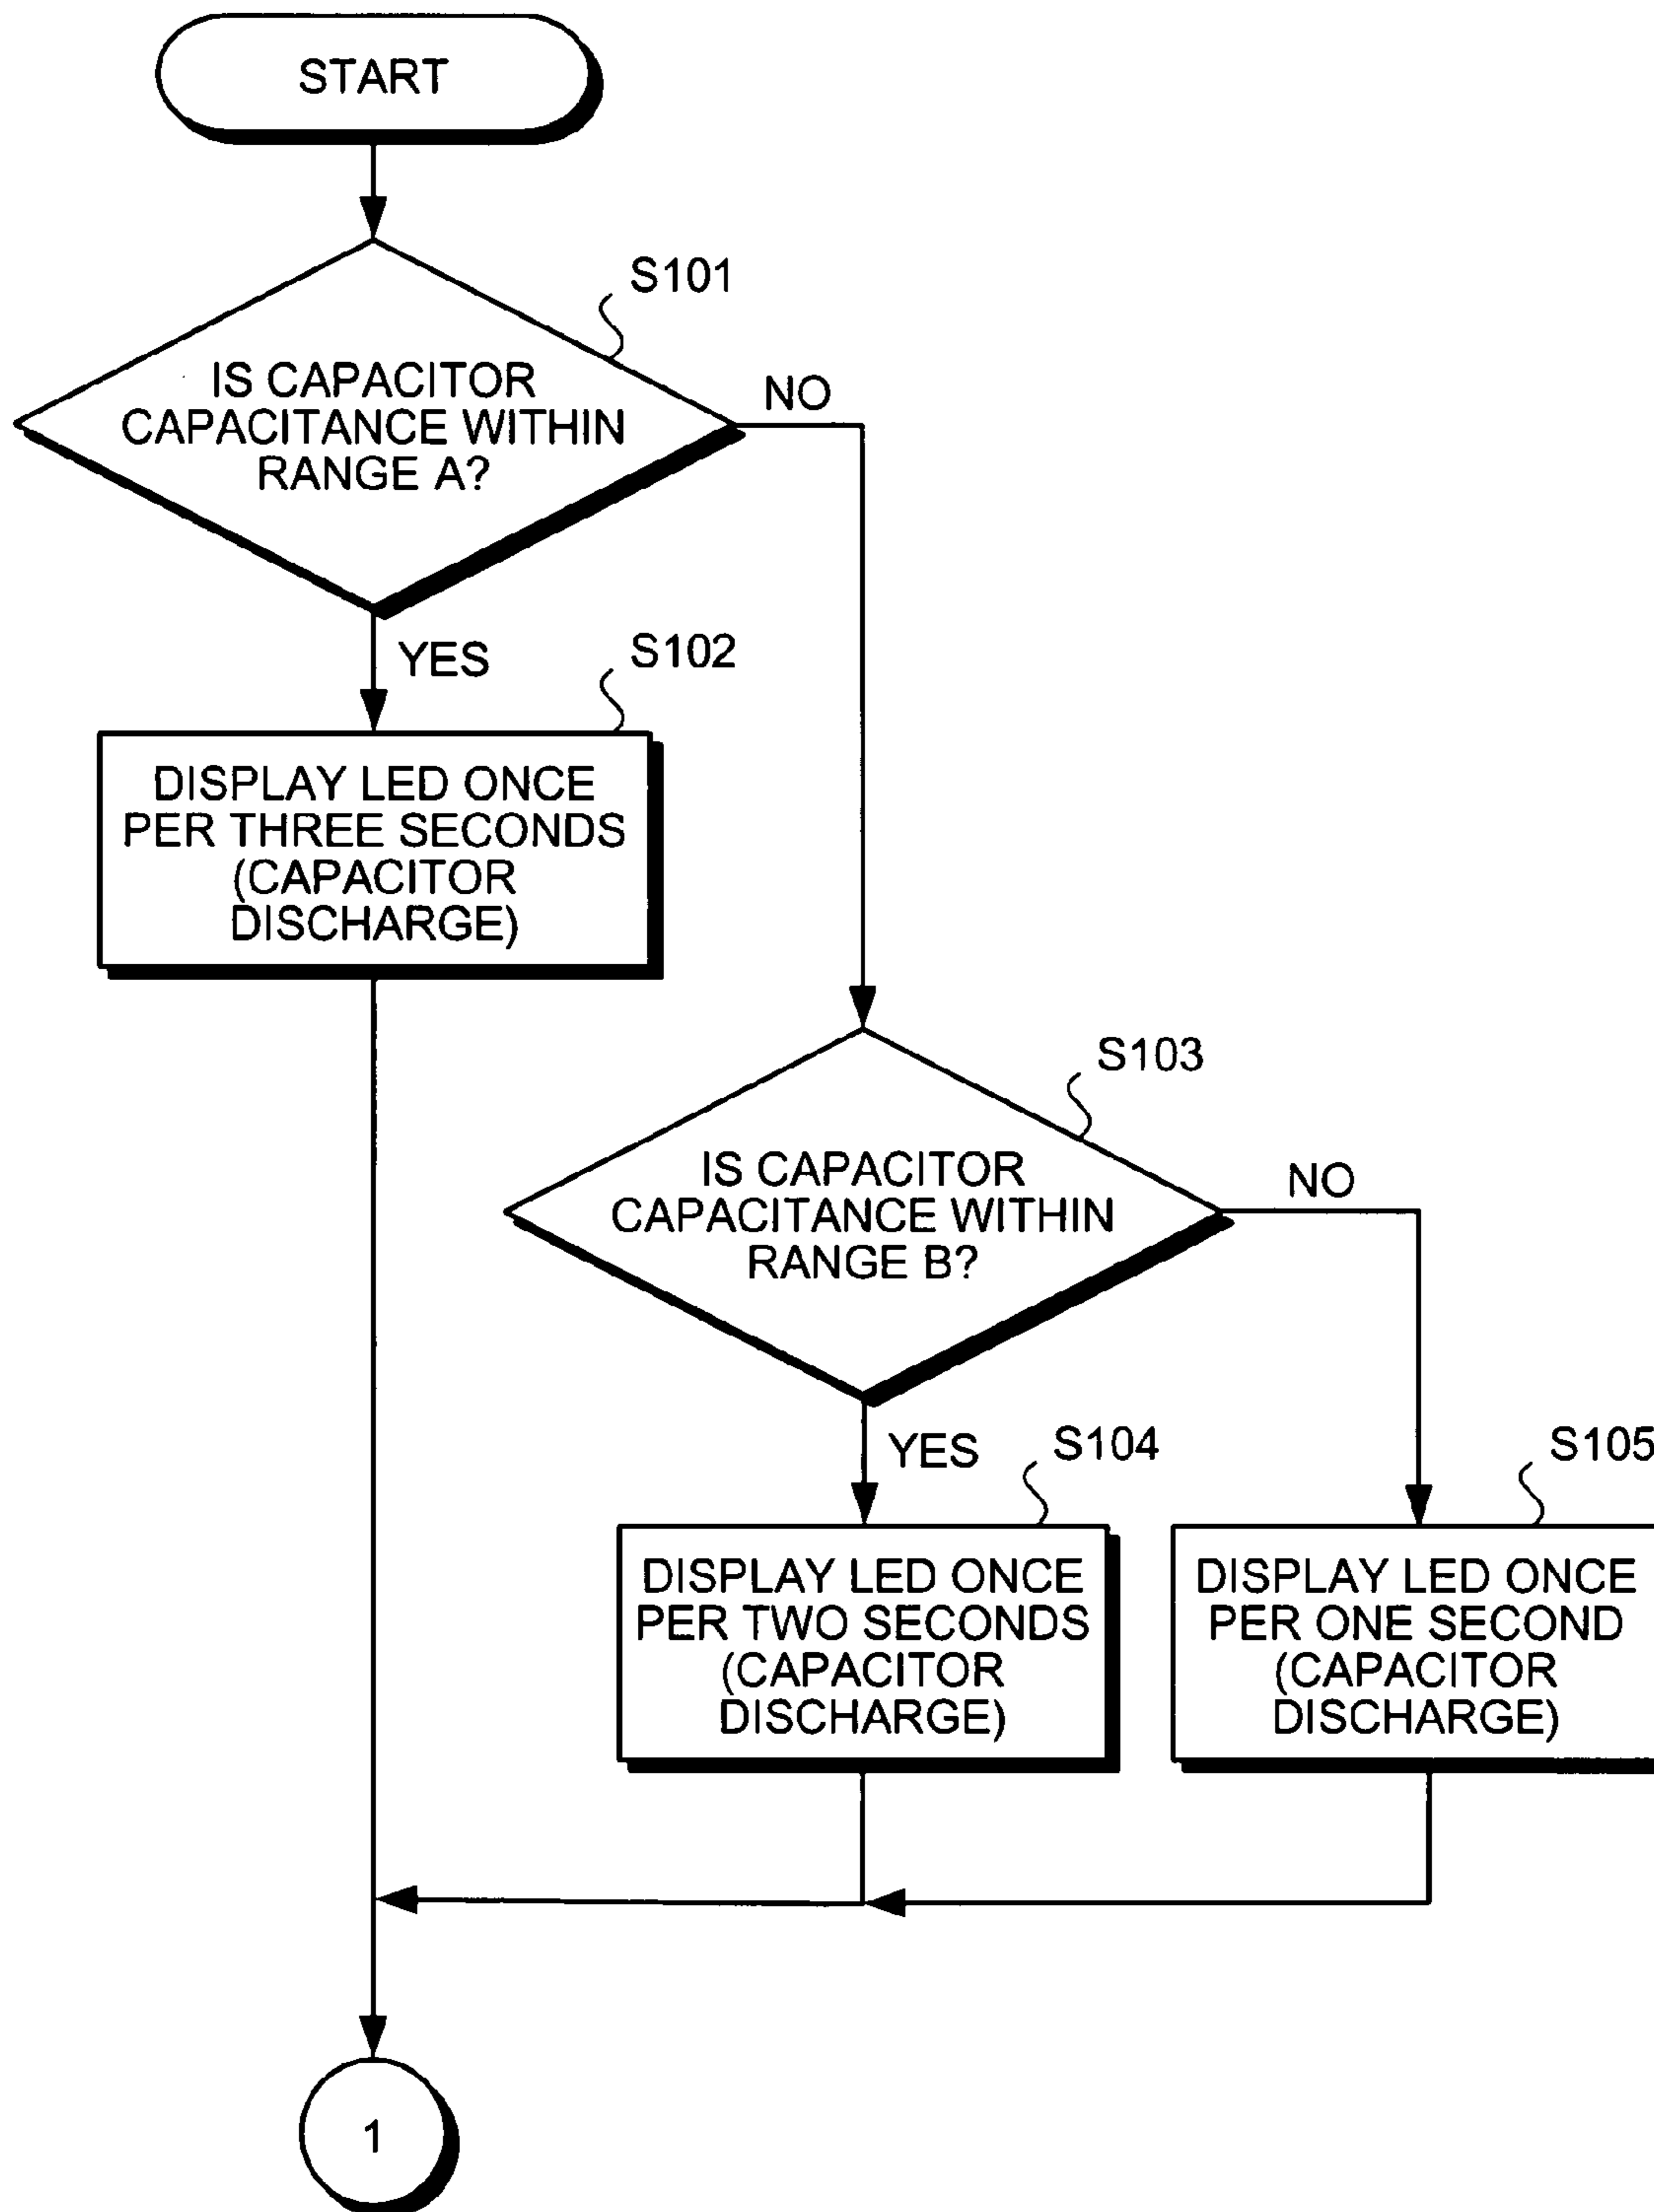 START
S101
IS CAPACITOR
CAPACITANCE WITHIN
RANGE A?
NO
YES
S102
DISPLAY LED ONCE
PER THREE SECONDS
(CAPACITOR
DISCHARGE)
S103
IS CAPACITOR
CAPACITANCE WITHIN
RANGE B?
NO
YES
S104
DISPLAY LED ONCE
PER TWO SECONDS
(CAPACITOR
DISCHARGE)
S105
DISPLAY LED ONCE
PER ONE SECOND
(CAPACITOR
DISCHARGE)
1